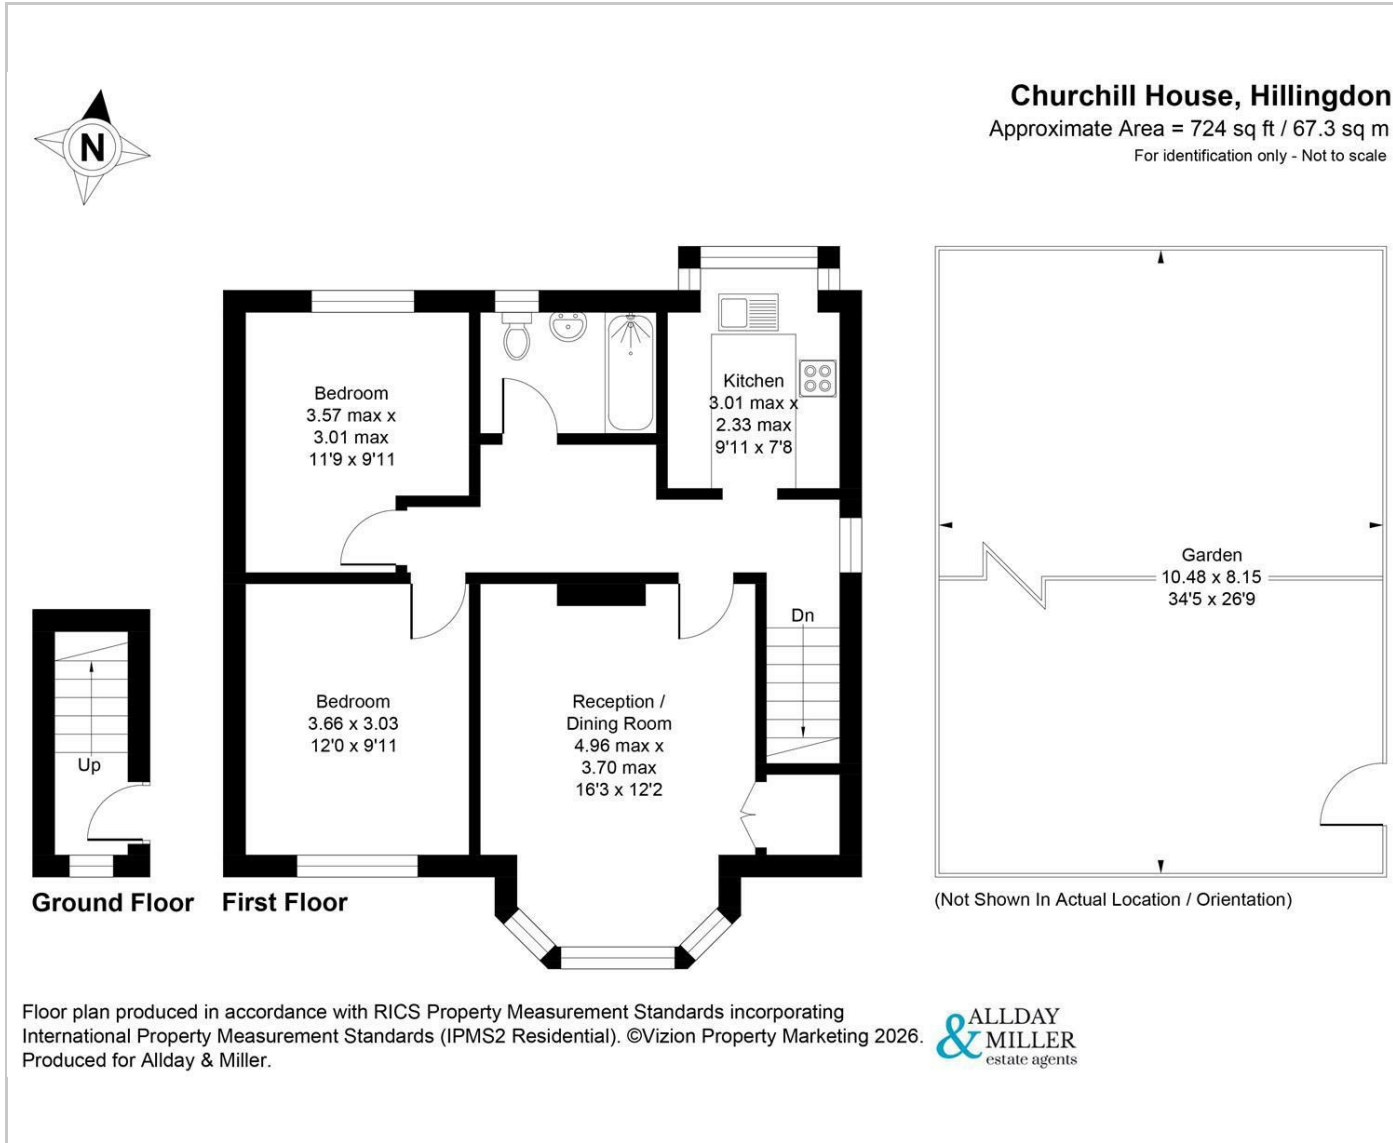 N
Churchill House, Hillingdon
Approximate Area = 724 sq ft / 67.3 sq m
For identification only - Not to scale
Bedroom
3.57 max x
3.01 max
11'9 x 9'11
Kitchen
3.01 max x
2.33 max
9'11 x 7'8
Garden
10.48 x 8.15
34'5 x 26'9
Dn
Bedroom
3.66 x 3.03
12'0 x 9'11
Reception /
Dining Room
4.96 max x
3.70 max
16'3 x 12'2
Up
Ground Floor
First Floor
(Not Shown In Actual Location / Orientation)
Floor plan produced in accordance with RICS Property Measurement Standards incorporating
International Property Measurement Standards (IPMS2 Residential). ©Vizion Property Marketing 2026.
Produced for Allday & Miller.
ALLDAY
& MILLER
estate agents